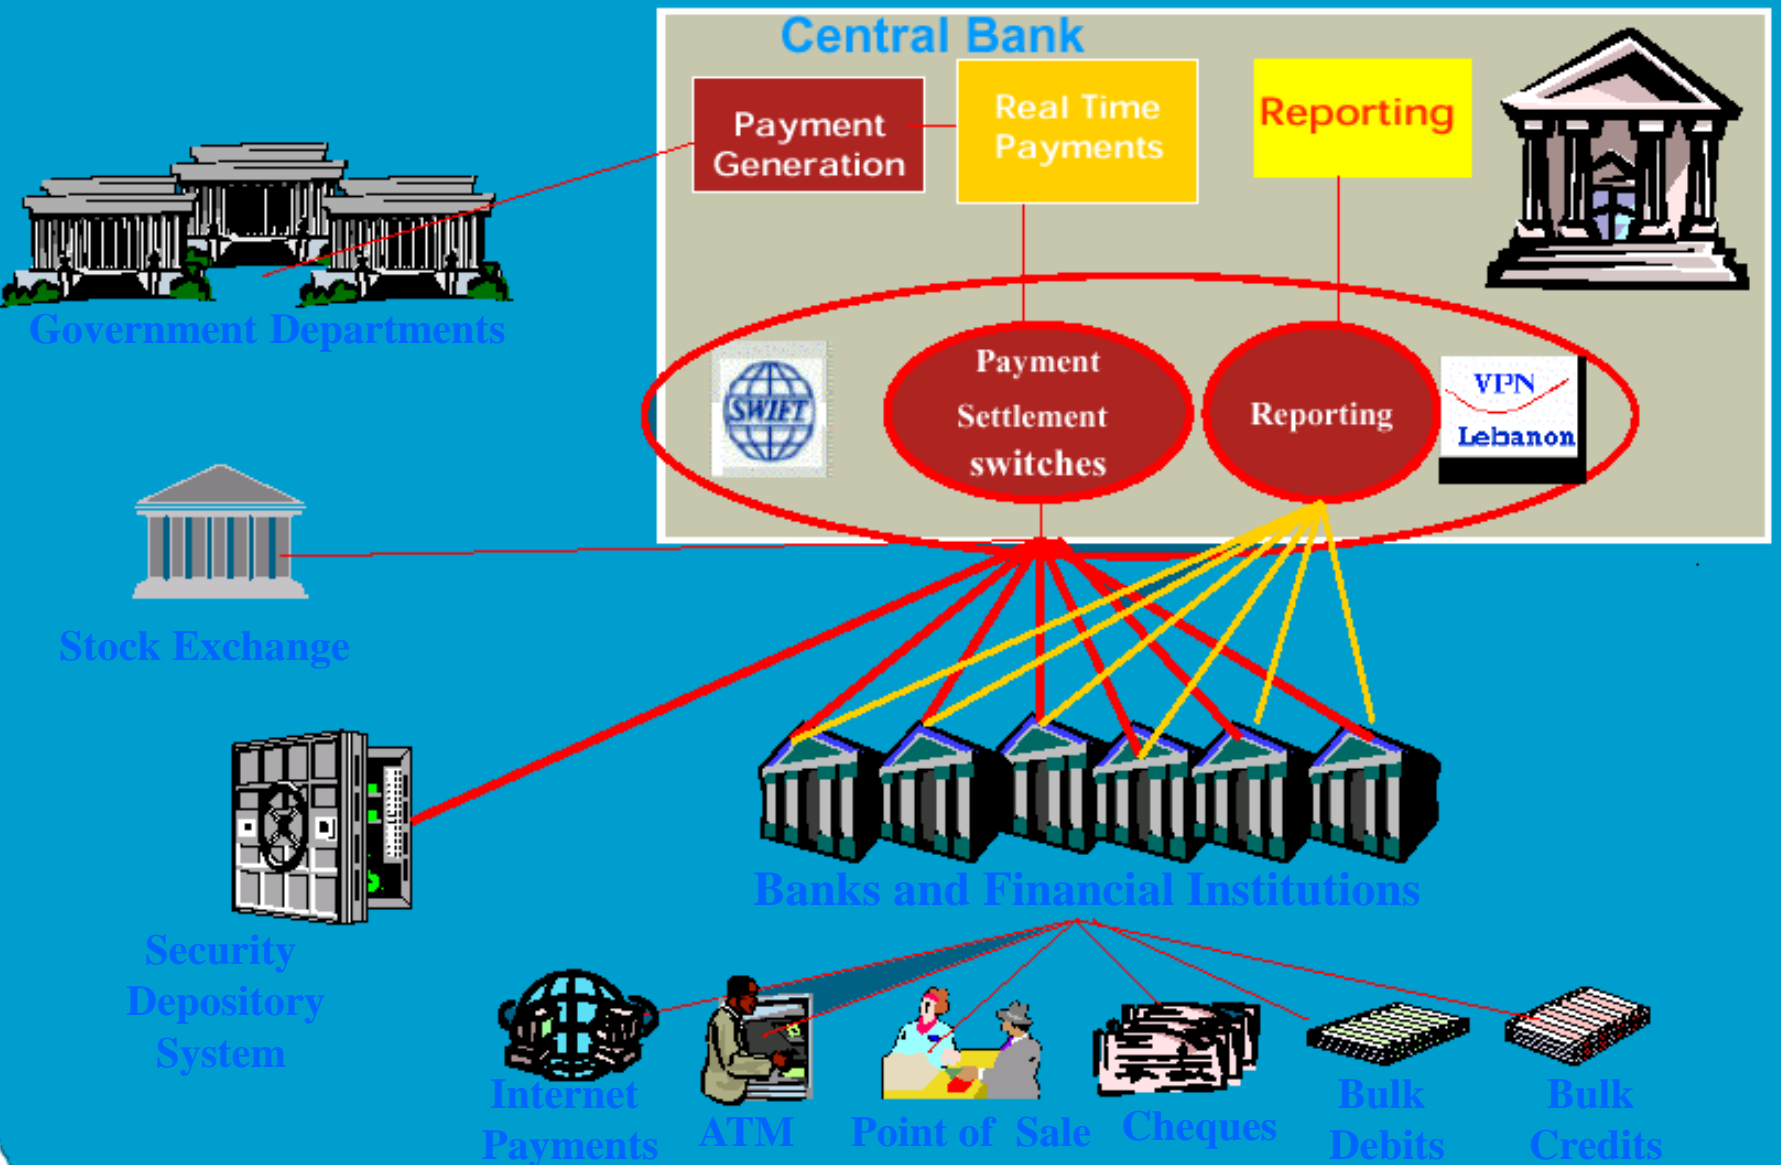 Central Bank
Payment
Generation
Real Time
Payments
Reporting
Government Departments
SWIFT
Payment
Settlement
switches
Reporting
VPN
Lebanon
Stock Exchange
Banks and Financial Institutions
Security
Depository
System
Internet
Payments
ATM
Point of Sale
Cheques
Bulk
Debits
Bulk
Credits